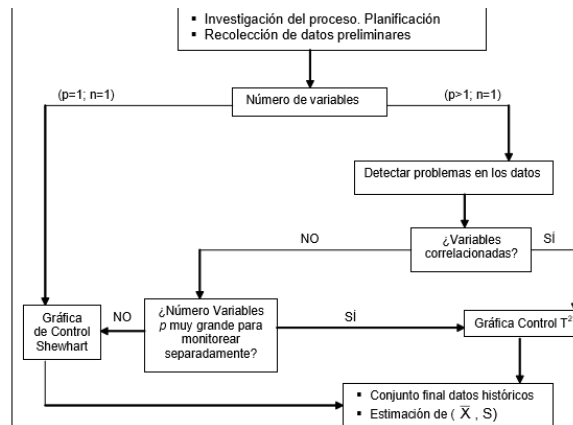 ▪ Investigación del proceso. Planificación
▪ Recolección de datos preliminares
(p=1; n=1)
Número de variables
(p>1; n=1)
Detectar problemas en los datos
NO
¿Variables
correlacionadas?
SÍ
Gráfica
de Control
Shewhart
NO
¿Número Variables
p muy grande para
monitorear
separadamente?
SÍ
Gráfica Control T²
▪ Conjunto final datos históricos
▪ Estimación de ( X̅ , S)